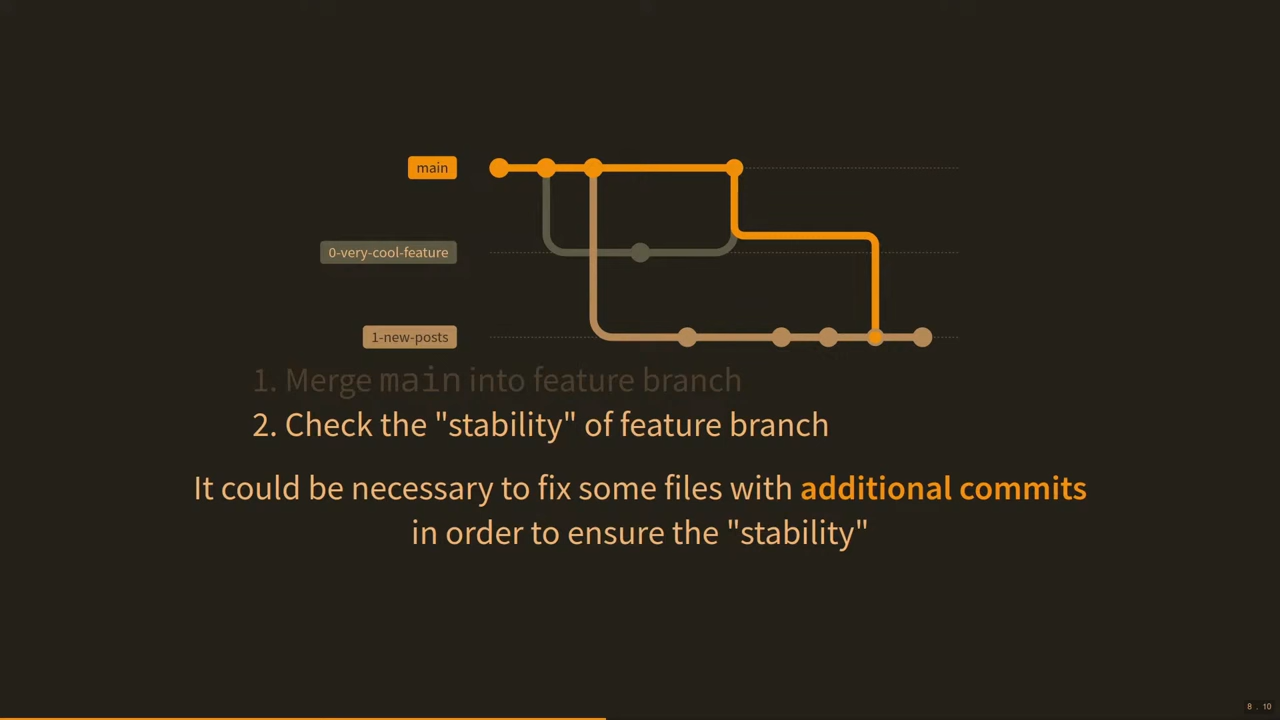 main
0-very-cool-feature
1-new-posts
1. Merge main into feature branch
2. Check the "stability" of feature branch
It could be necessary to fix some files with additional commits
in order to ensure the "stability"
8 . 10